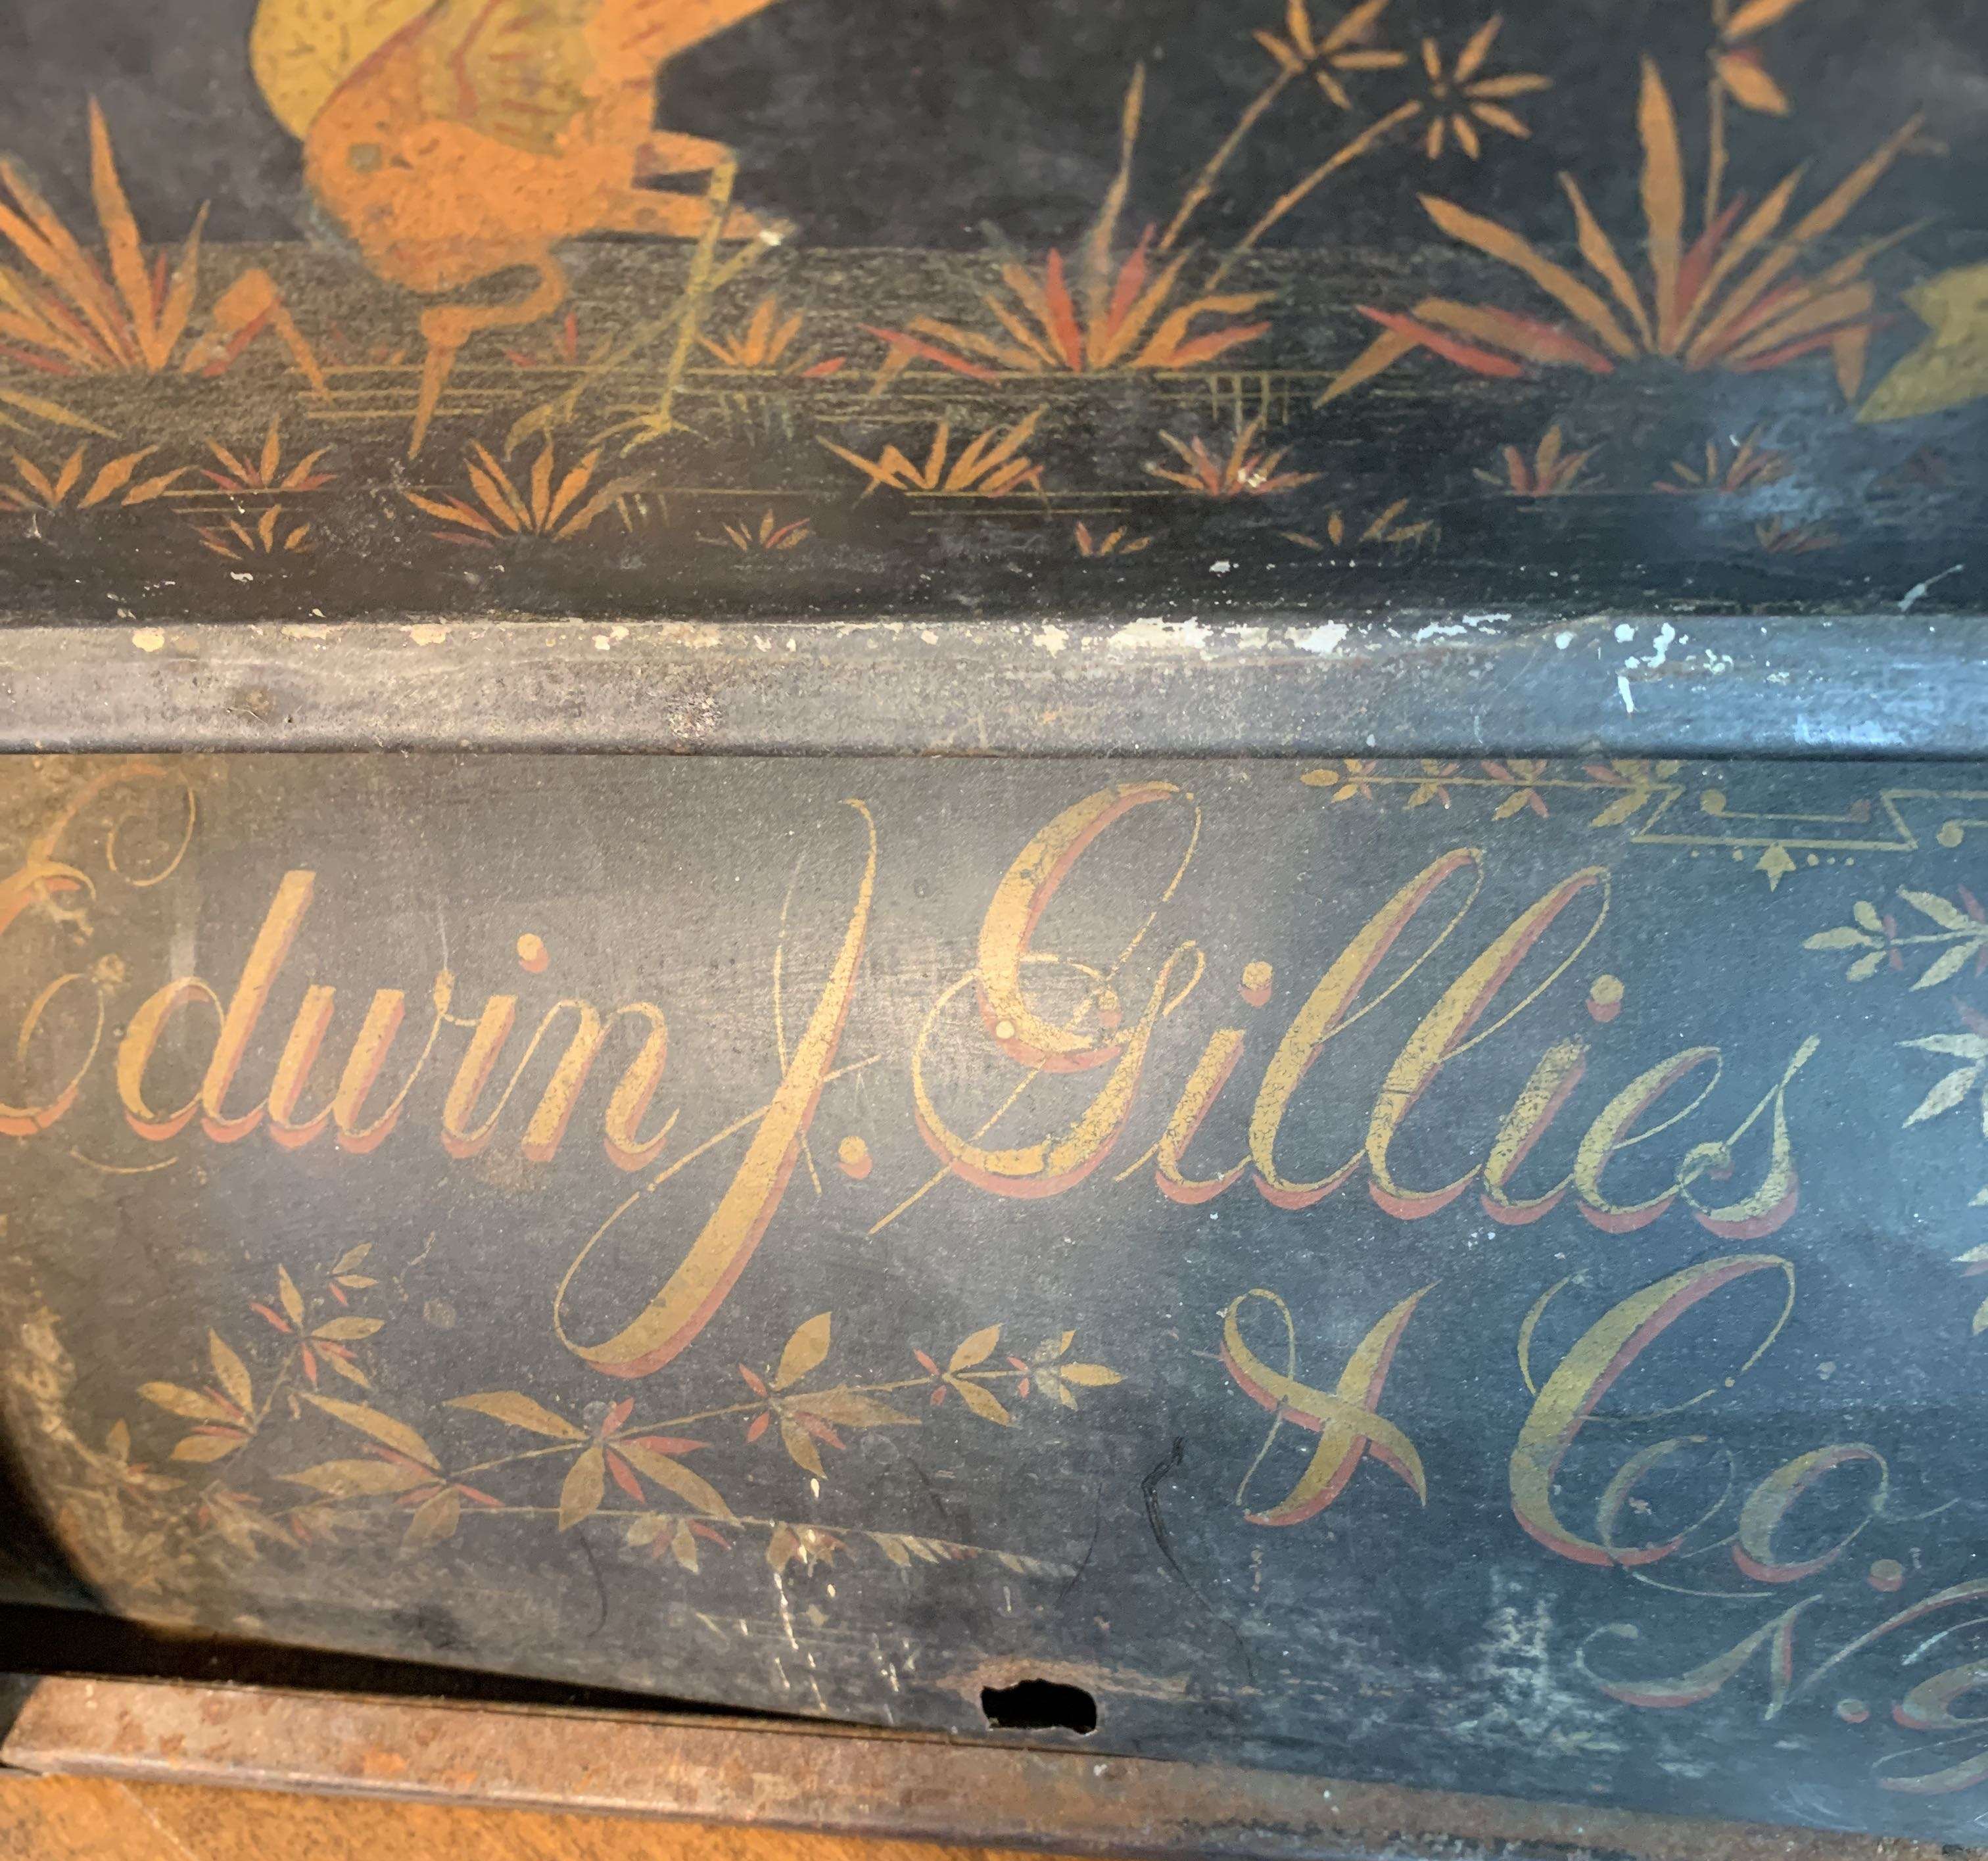 Edwin J. Gillies
& Co.
N.Y